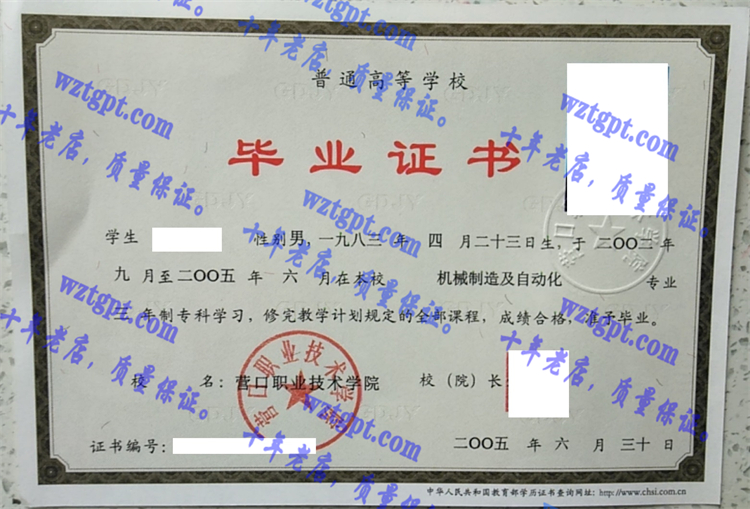 普通高等学校
毕业证书
学生 性别 男，一九八三 年 四 月二十三日生，于 二〇〇二 年
九 月至二〇〇五 年 六 月在本校 机械制造及自动化 专业
三 年制专科学习，修完教学计划规定的全部课程，成绩合格，准予毕业。
校 名：营口职业技术学院 校（院）长：
营口职业技术学院
证书编号： 二〇〇五 年 六 月 三十 日
中华人民共和国教育部学历证书查询网址：http://www.chsi.com.cn
wztgpt.com
十年老店，质量保证。